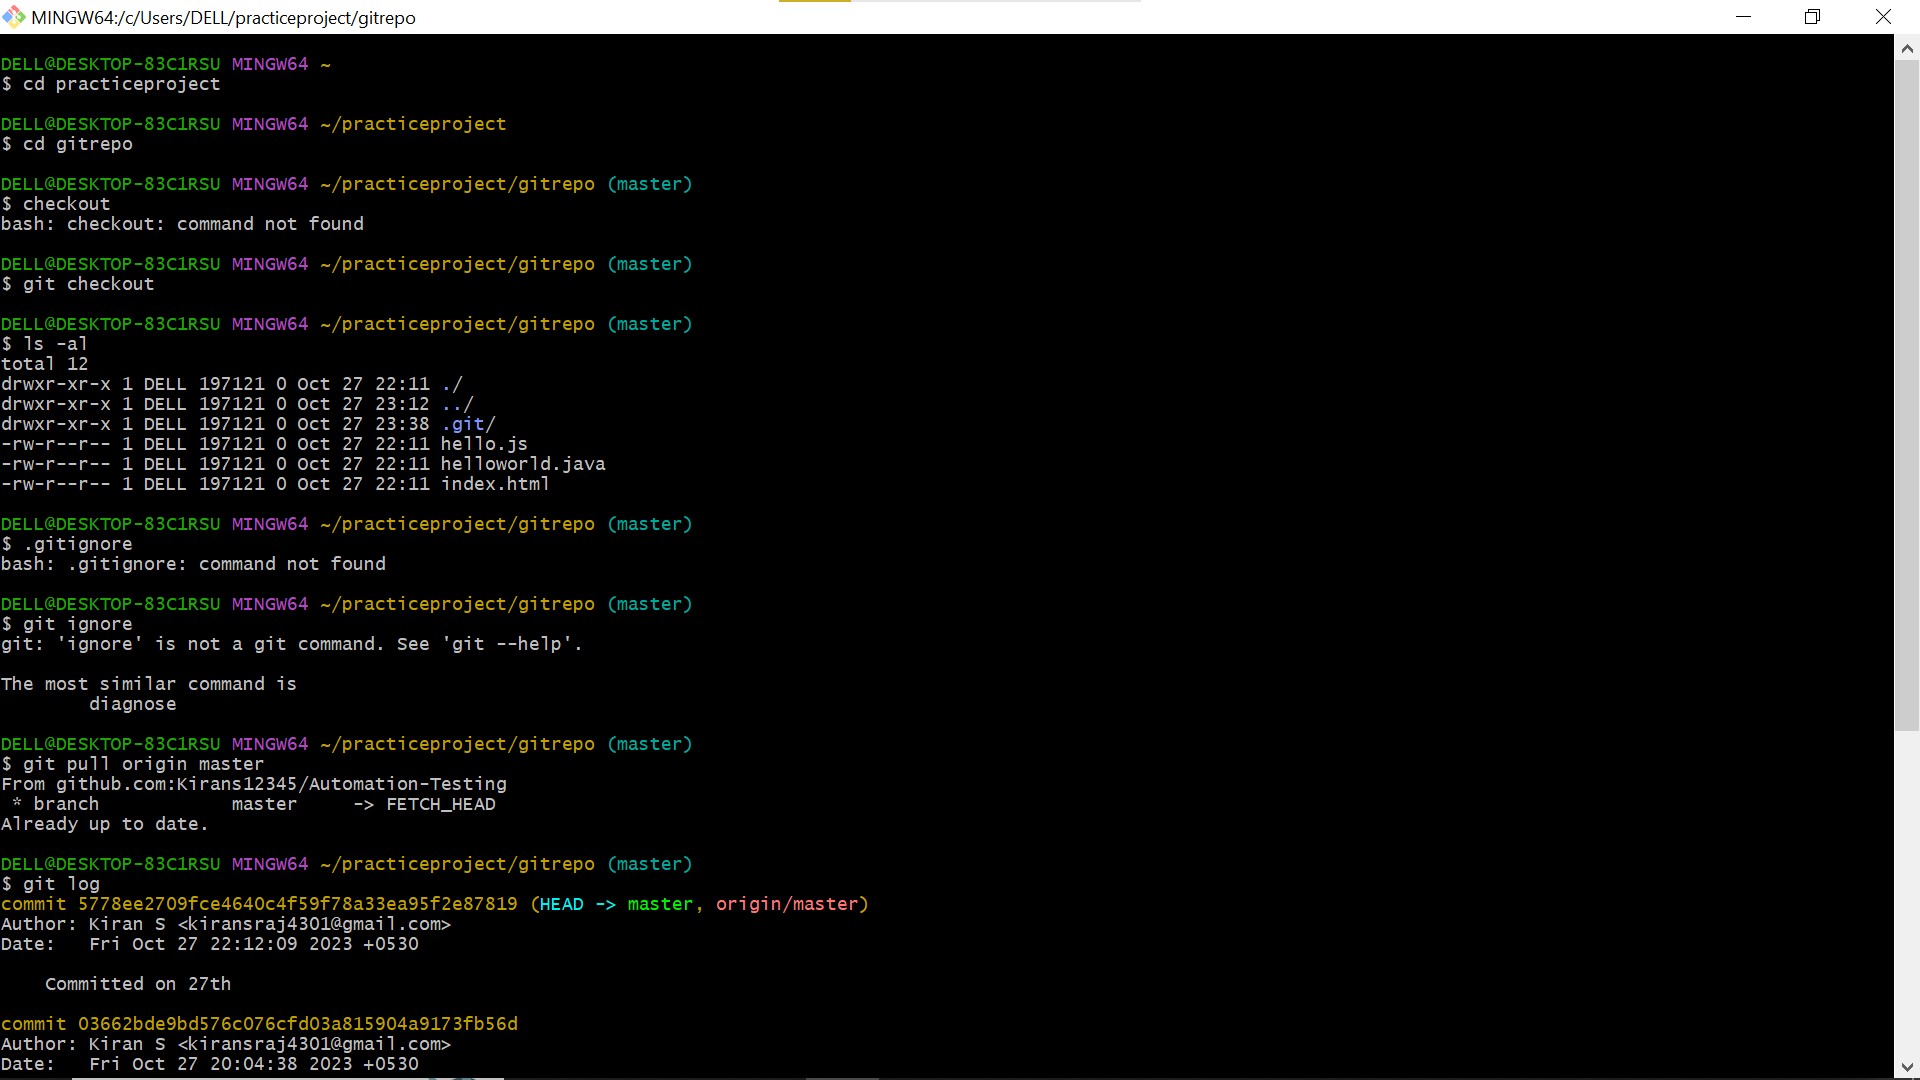 MINGW64:/c/Users/DELL/practiceproject/gitrepo
DELL@DESKTOP-83C1RSU MINGW64 ~
$ cd practiceproject
DELL@DESKTOP-83C1RSU MINGW64 ~/practiceproject
$ cd gitrepo
DELL@DESKTOP-83C1RSU MINGW64 ~/practiceproject/gitrepo (master)
$ checkout
bash: checkout: command not found
DELL@DESKTOP-83C1RSU MINGW64 ~/practiceproject/gitrepo (master)
$ git checkout
DELL@DESKTOP-83C1RSU MINGW64 ~/practiceproject/gitrepo (master)
$ ls -al
total 12
drwxr-xr-x 1 DELL 197121 0 Oct 27 22:11 ./
drwxr-xr-x 1 DELL 197121 0 Oct 27 23:12 ../
drwxr-xr-x 1 DELL 197121 0 Oct 27 23:38 .git/
-rw-r--r-- 1 DELL 197121 0 Oct 27 22:11 hello.js
-rw-r--r-- 1 DELL 197121 0 Oct 27 22:11 helloworld.java
-rw-r--r-- 1 DELL 197121 0 Oct 27 22:11 index.html
DELL@DESKTOP-83C1RSU MINGW64 ~/practiceproject/gitrepo (master)
$ .gitignore
bash: .gitignore: command not found
DELL@DESKTOP-83C1RSU MINGW64 ~/practiceproject/gitrepo (master)
$ git ignore
git: 'ignore' is not a git command. See 'git --help'.
The most similar command is
diagnose
DELL@DESKTOP-83C1RSU MINGW64 ~/practiceproject/gitrepo (master)
$ git pull origin master
From github.com:Kirans12345/Automation-Testing
* branch master -> FETCH_HEAD
Already up to date.
DELL@DESKTOP-83C1RSU MINGW64 ~/practiceproject/gitrepo (master)
$ git log
commit 5778ee2709fce4640c4f59f78a33ea95f2e87819 (HEAD -> master, origin/master)
Author: Kiran S <kiransraj4301@gmail.com>
Date: Fri Oct 27 22:12:09 2023 +0530
Committed on 27th
commit 03662bde9bd576c076cfd03a815904a9173fb56d
Author: Kiran S <kiransraj4301@gmail.com>
Date: Fri Oct 27 20:04:38 2023 +0530